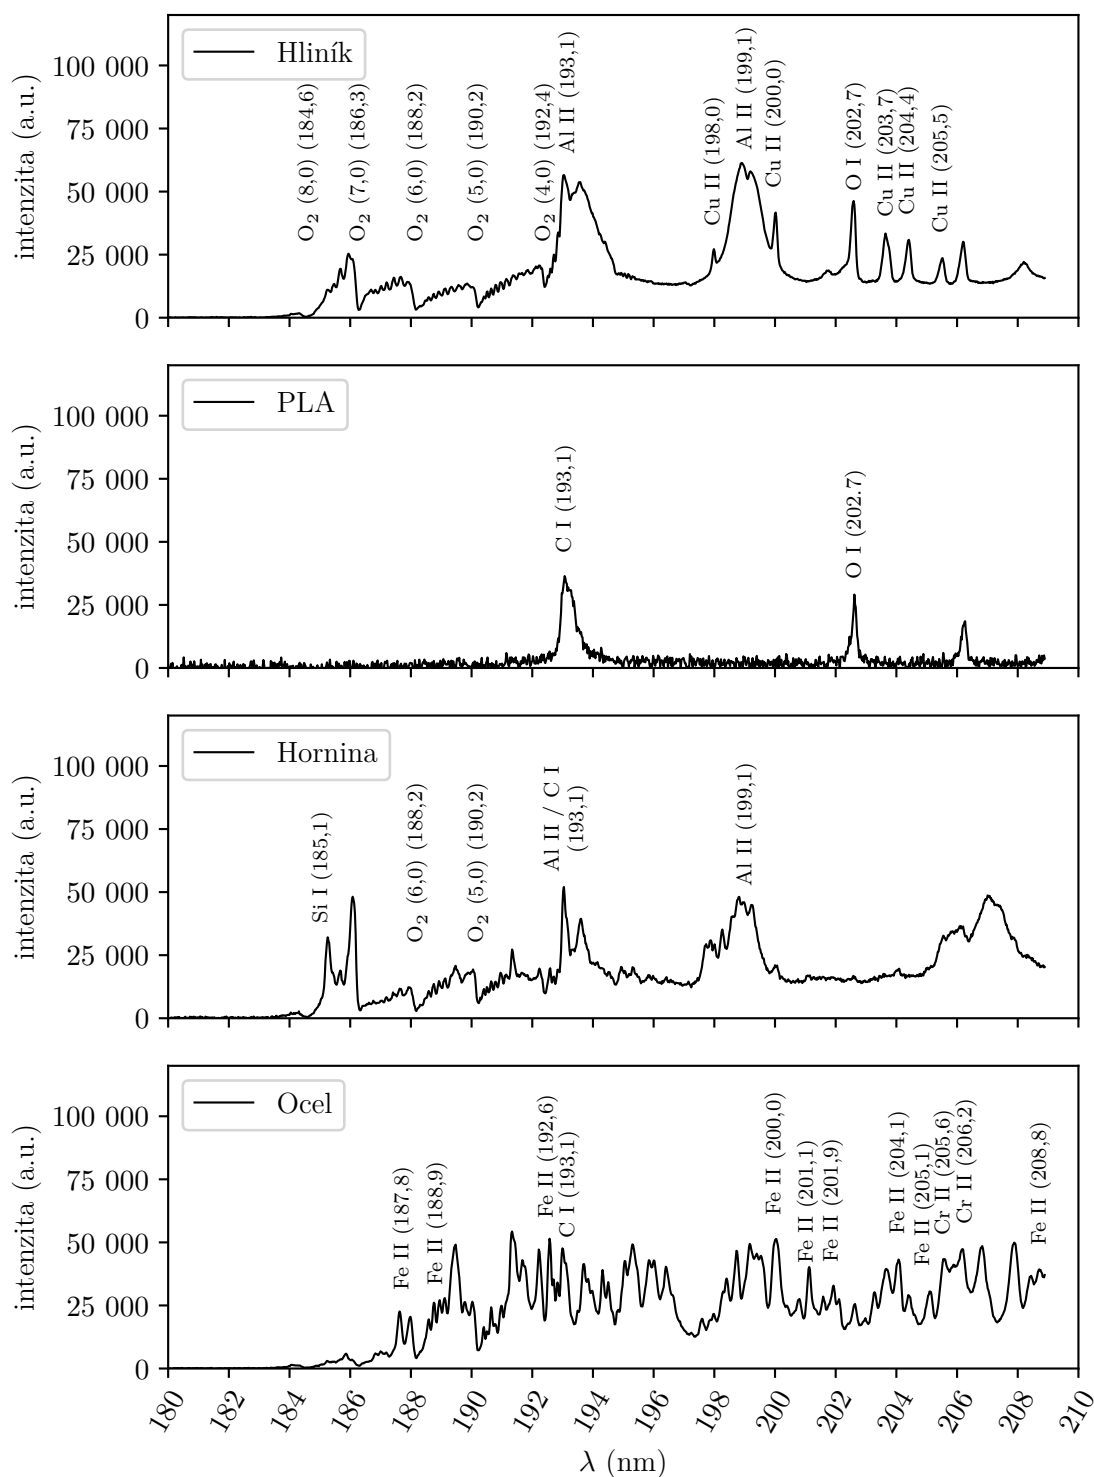 Hliník
intenzita (a.u.)
100 000
75 000
50 000
25 000
0
O₂ (8,0) (184,6)
O₂ (7,0) (186,3)
O₂ (6,0) (188,2)
O₂ (5,0) (190,2)
O₂ (4,0) (192,4)
Al II (193,1)
Cu II (198,0)
Al II (199,1)
Cu II (200,0)
O I (202,7)
Cu II (203,7)
Cu II (204,4)
Cu II (205,5)
PLA
intenzita (a.u.)
100 000
75 000
50 000
25 000
0
C I (193,1)
O I (202.7)
Hornina
intenzita (a.u.)
100 000
75 000
50 000
25 000
0
Si I (185,1)
O₂ (6,0) (188,2)
O₂ (5,0) (190,2)
Al II / C I
(193,1)
Al II (199,1)
Ocel
intenzita (a.u.)
100 000
75 000
50 000
25 000
0
Fe II (187,8)
Fe II (188,9)
Fe II (192,6)
C I (193,1)
Fe II (200,0)
Fe II (201,1)
Fe II (201,9)
Fe II (204,1)
Fe II (205,1)
Cr II (205,6)
Cr II (206,2)
Fe II (208,8)
180 182 184 186 188 190 192 194 196 198 200 202 204 206 208 210
λ (nm)